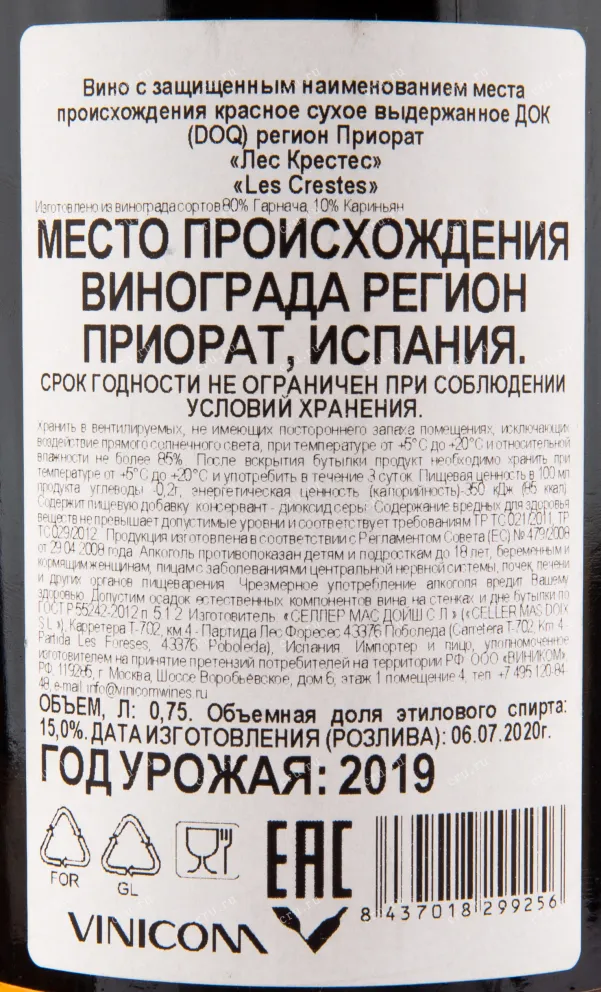 Вино с защищенным наименованием места
происхождения красное сухое выдержанное ДОК
(DOQ) регион Приорат
«Лес Крестес»
«Les Crestes»
Изготовлено из винограда сортов 80% Гарнача, 10% Кариньян
МЕСТО ПРОИСХОЖДЕНИЯ
ВИНОГРАДА РЕГИОН
ПРИОРАТ, ИСПАНИЯ.
СРОК ГОДНОСТИ НЕ ОГРАНИЧЕН ПРИ СОБЛЮДЕНИИ
УСЛОВИЙ ХРАНЕНИЯ.
Хранить в вентилируемых, не имеющих постороннего запаха помещениях, исключающих
воздействие прямого солнечного света, при температуре от +5°С до +20°С и относительной
влажности не более 85%. После вскрытия бутылки продукт необходимо хранить при
температуре от +5°С до +20°С и употребить в течение 3 суток. Пищевая ценность в 100 мл
продукта углеводы -0,2г, энергетическая ценность (калорийность)-350 кДж (85 ккал).
Содержит пищевую добавку консервант - диоксид серы. Содержание вредных для здоровья
веществ не превышает допустимые уровни и соответствует требованиям ТР ТС 021/2011, ТР
ТС 029/2012. Продукция изготовлена в соответствии с Регламентом Совета (ЕС) № 479/2008
от 29.04.2008 года. Алкоголь противопоказан детям и подросткам до 18 лет, беременным и
кормящим женщинам, лицам с заболеваниями центральной нервной системы, почек, печени
и других органов пищеварения. Чрезмерное употребление алкоголя вредит Вашему
здоровью. Допустим осадок естественных компонентов вина на стенках и дне бутылки по
ГОСТ Р 55242-2012 п. 5.1.2. Изготовитель «СЕЛЛЕР МАС ДОЙШ С.Л.» («CELLER MAS DOIX
S.L.»), Карретера Т-702, км 4 - Партида Лес Форесес 43376 Поболеда (Carretera T-702, Km 4 -
Partida Les Foreses, 43376 Poboleda), Испания. Импортер и лицо, уполномоченное
изготовителем на принятие претензий потребителей на территории РФ: ООО «ВИНИКОМ»,
РФ, 119285, г. Москва, Шоссе Воробьёвское, дом 6, этаж 1 помещение 4, тел. +7 495 120-84-
48, e-mail: info@vinicomwines.ru
ОБЪЕМ, Л: 0,75. Объемная доля этилового спирта:
15,0%. ДАТА ИЗГОТОВЛЕНИЯ (РОЗЛИВА): 06.07.2020г.
ГОД УРОЖАЯ: 2019
FOR
GL
EAC
8 437018 299256
VINICOM